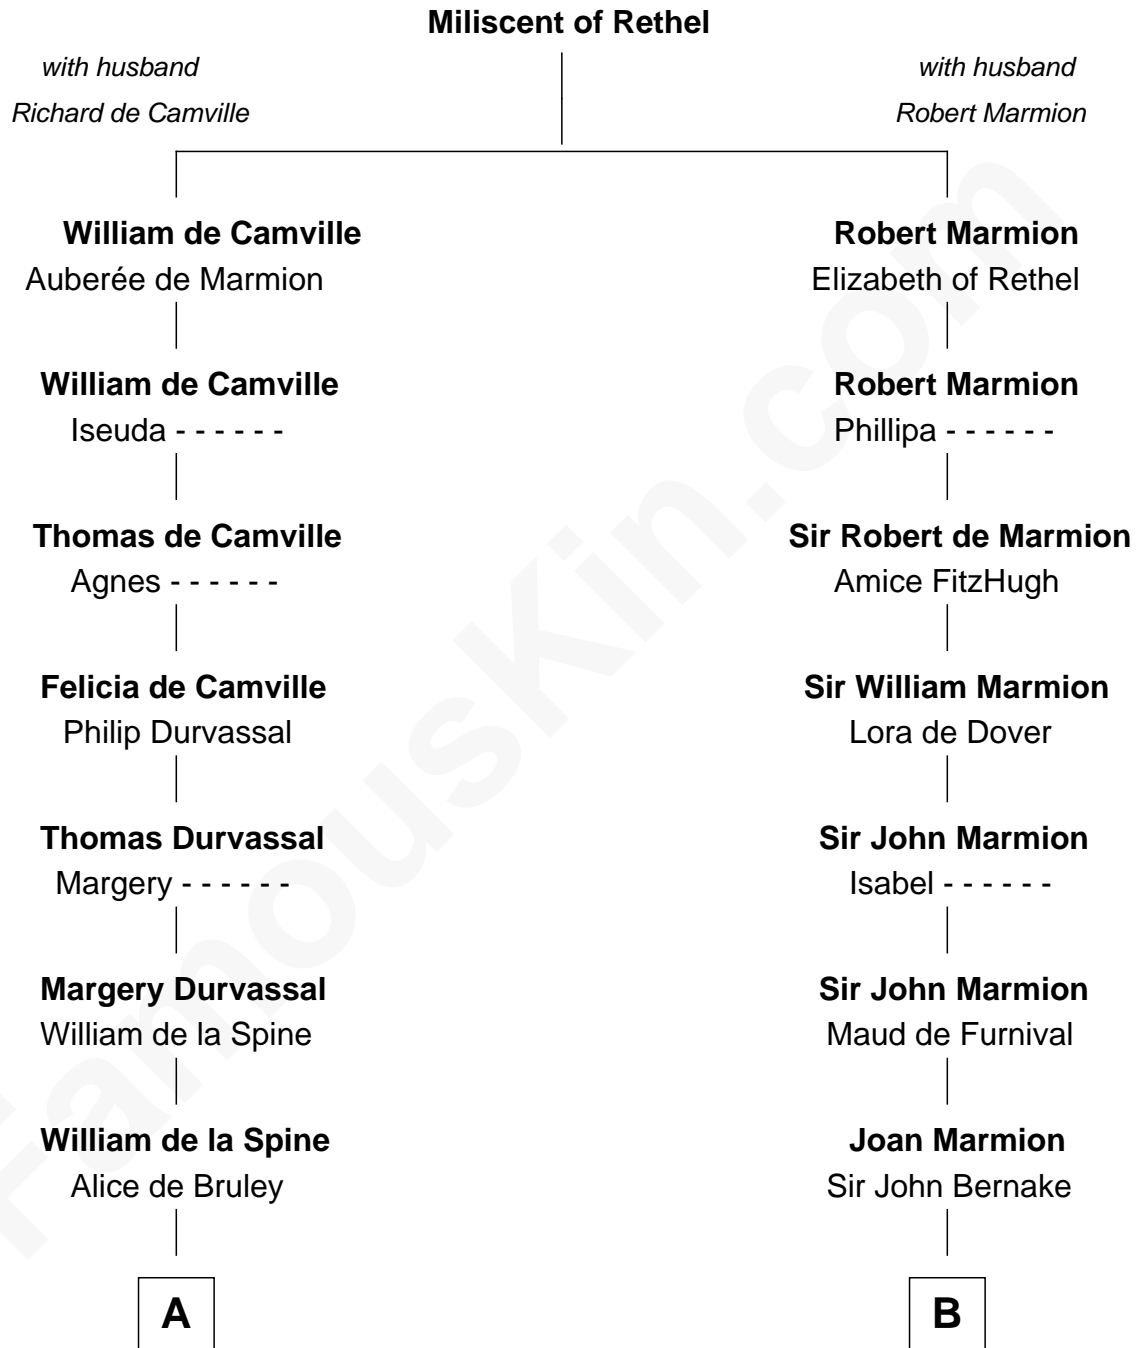 Miliscent of Rethel
with husband
Richard de Camville
with husband
Robert Marmion
William de Camville
Auberée de Marmion
William de Camville
Iseuda - - - - - -
Thomas de Camville
Agnes - - - - - -
Felicia de Camville
Philip Durvassal
Thomas Durvassal
Margery - - - - - -
Margery Durvassal
William de la Spine
William de la Spine
Alice de Bruley
A
Robert Marmion
Elizabeth of Rethel
Robert Marmion
Phillipa - - - - - -
Sir Robert de Marmion
Amice FitzHugh
Sir William Marmion
Lora de Dover
Sir John Marmion
Isabel - - - - - -
Sir John Marmion
Maud de Furnival
Joan Marmion
Sir John Bernake
B
FamousKin.com